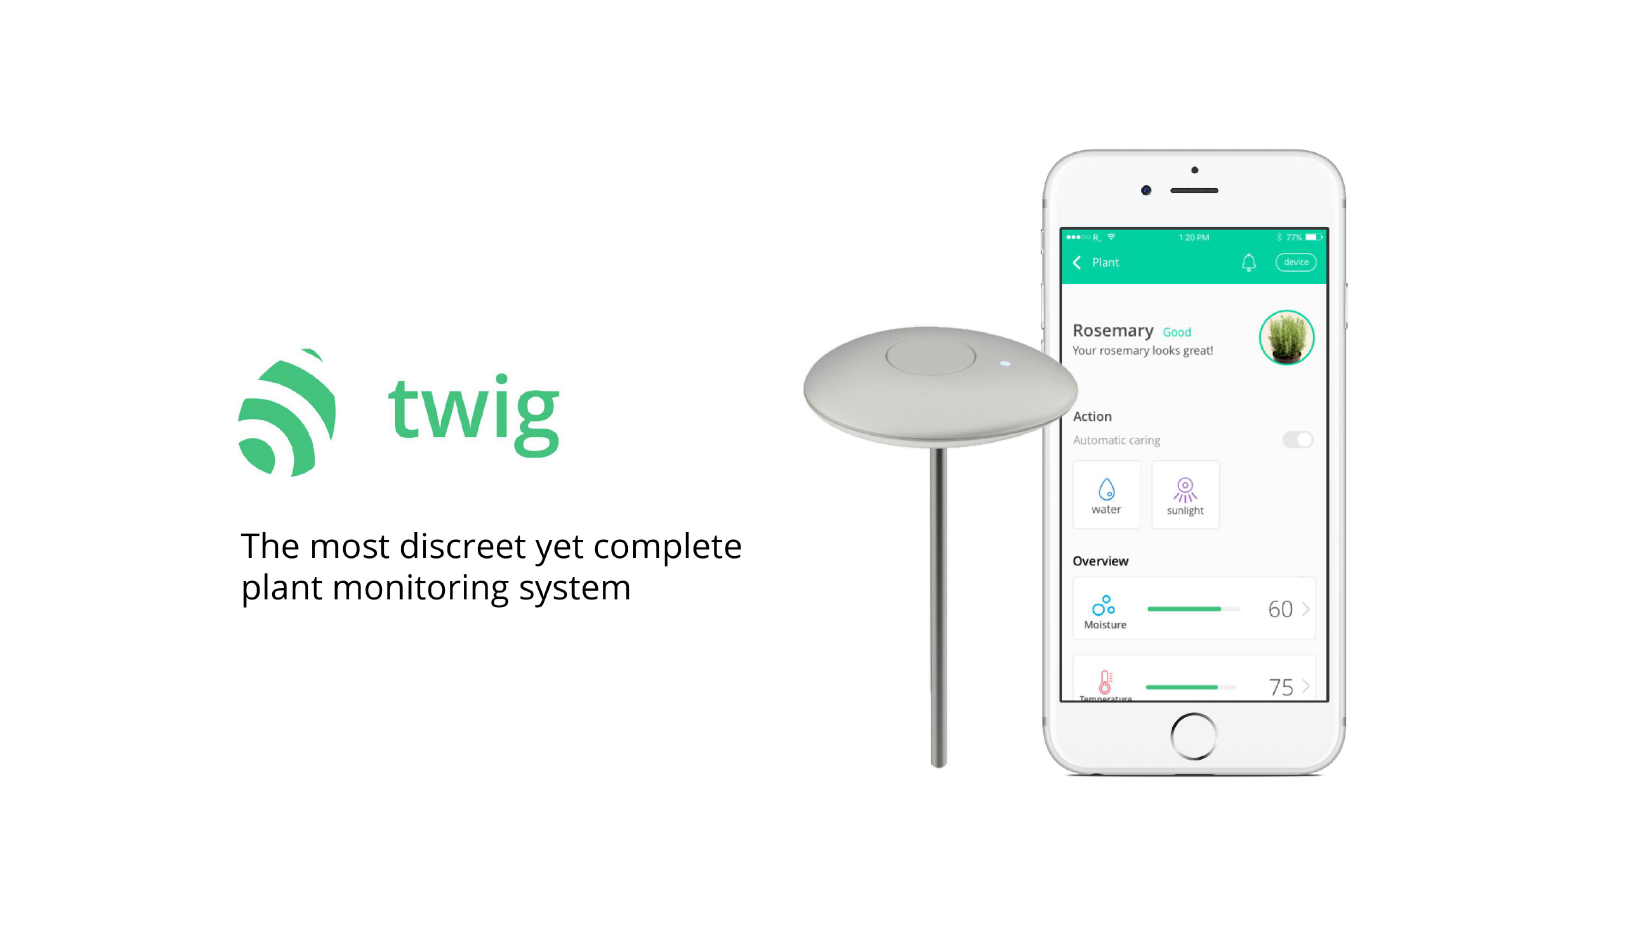 twig
The most discreet yet complete
plant monitoring system
R_ 1:20 PM 77%
Plant device
Rosemary Good
Your rosemary looks great!
Action
Automatic caring
water sunlight
Overview
Moisture 60
Temperature 75